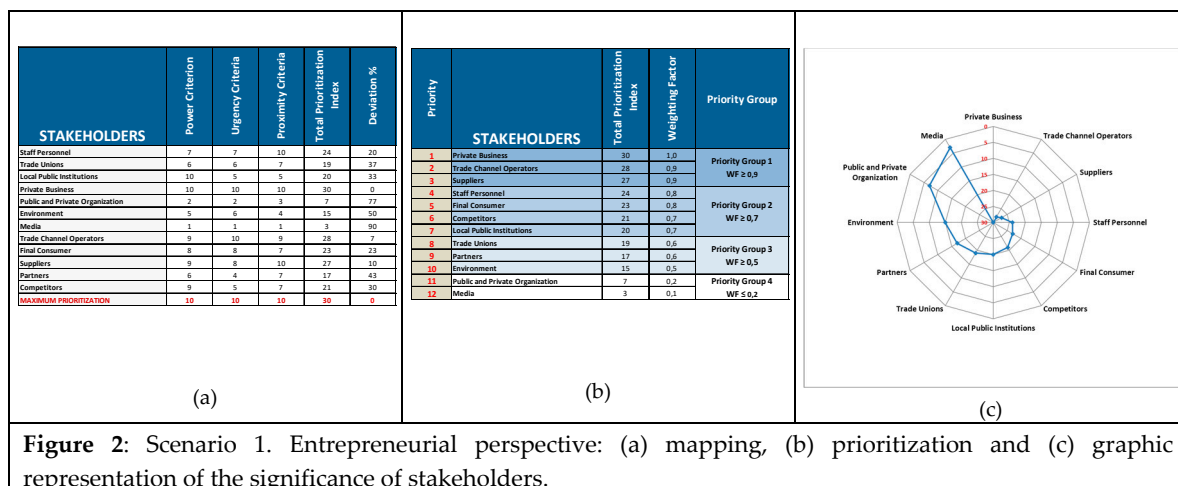 STAKEHOLDERS Power Criterion Urgency Criteria Proximity Criteria Total Prioritization Index Deviation %
Staff Personnel 7 7 10 24 20
Trade Unions 6 6 7 19 37
Local Public Institutions 10 5 5 20 33
Private Business 10 10 10 30 0
Public and Private Organization 2 2 3 7 77
Environment 5 6 4 15 50
Media 1 1 1 3 90
Trade Channel Operators 9 10 9 28 7
Final Consumer 8 8 7 23 23
Suppliers 9 8 10 27 10
Partners 6 4 7 17 43
Competitors 9 5 7 21 30
MAXIMUM PRIORITIZATION 10 10 10 30 0
(a)
Priority STAKEHOLDERS Total Prioritization Index Weighting Factor Priority Group
1 Private Business 30 1,0
2 Trade Channel Operators 28 0,9
3 Suppliers 27 0,9
Priority Group 1
WF ≥ 0,9
4 Staff Personnel 24 0,8
5 Final Consumer 23 0,8
6 Competitors 21 0,7
7 Local Public Institutions 20 0,7
Priority Group 2
WF ≥ 0,7
8 Trade Unions 19 0,6
9 Partners 17 0,6
10 Environment 15 0,5
Priority Group 3
WF ≥ 0,5
11 Public and Private Organization 7 0,2
12 Media 3 0,1
Priority Group 4
WF ≤ 0,2
(b)
Private Business
Trade Channel Operators
Suppliers
Staff Personnel
Final Consumer
Competitors
Local Public Institutions
Trade Unions
Partners
Environment
Public and Private
Organization
Media
0
5
10
15
20
25
30
(c)
Figure 2: Scenario 1. Entrepreneurial perspective: (a) mapping, (b) prioritization and (c) graphic
representation of the significance of stakeholders.